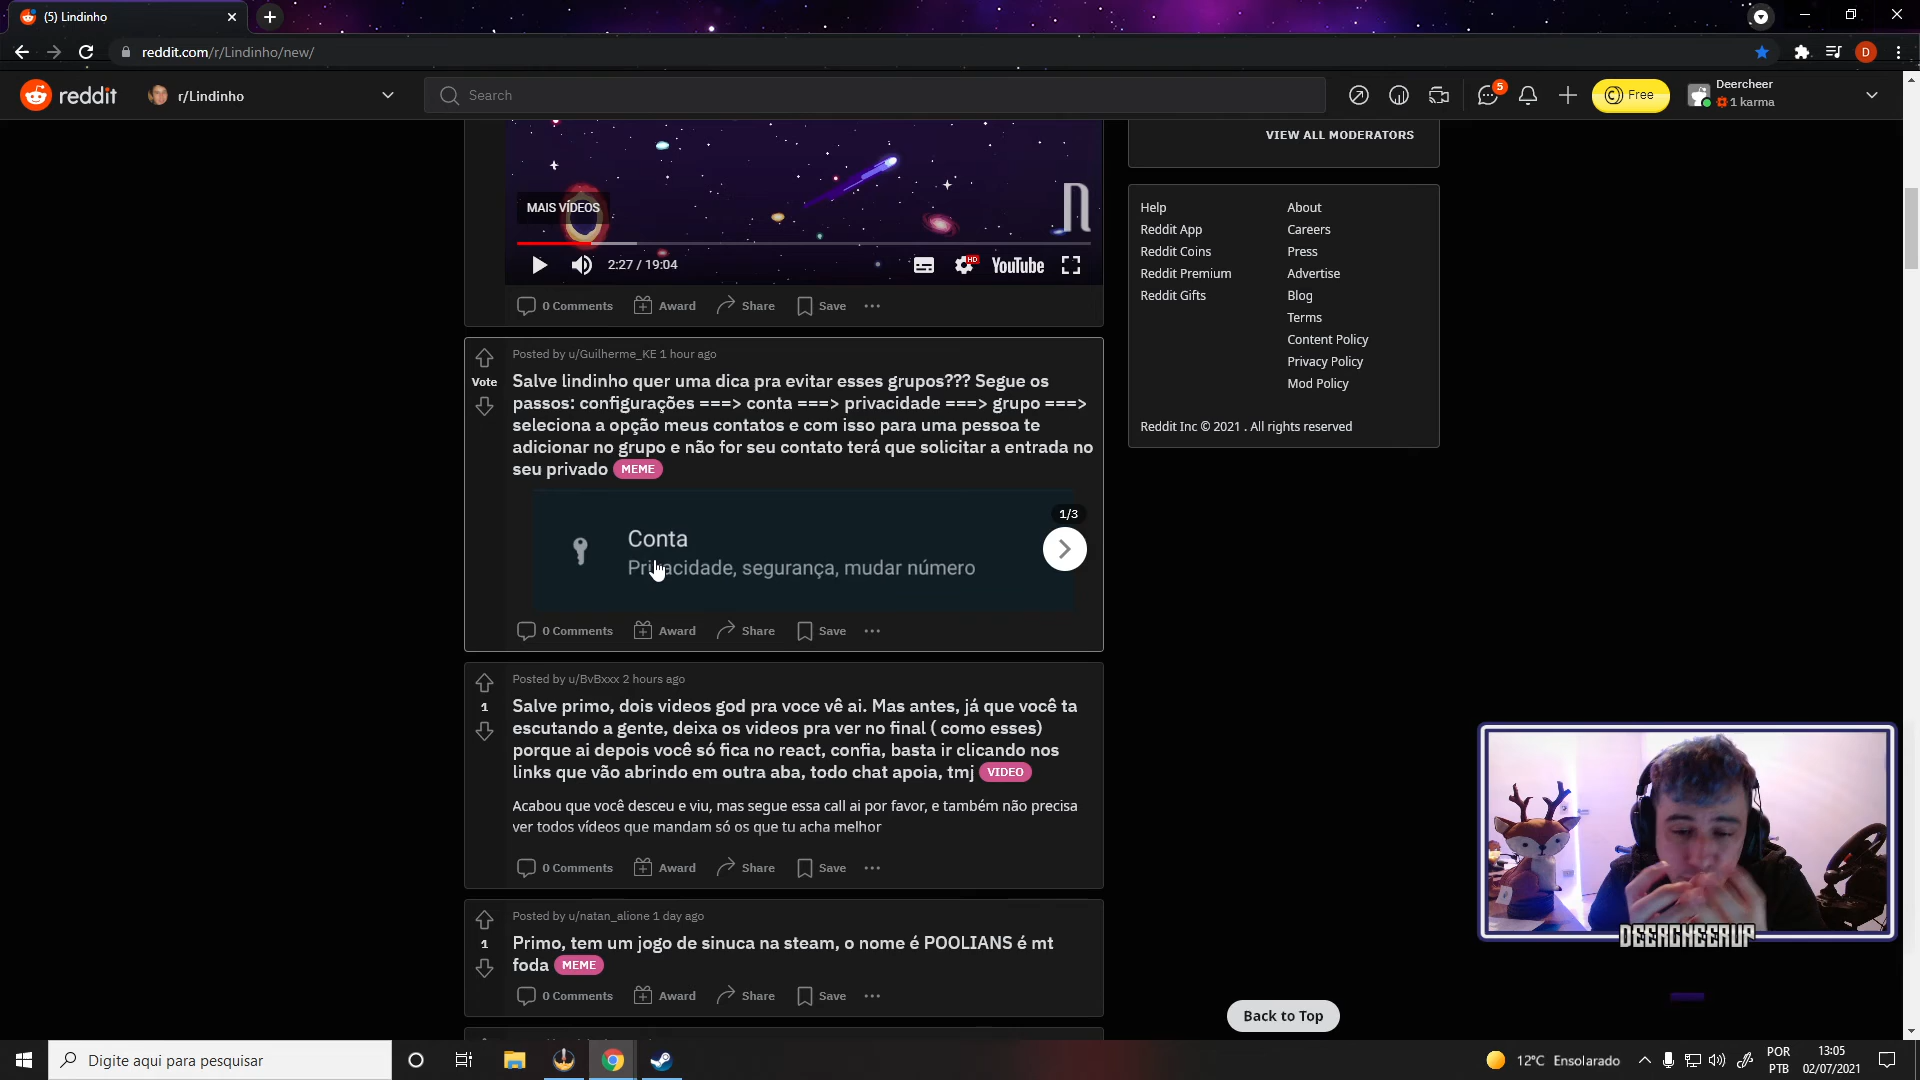 (5) Lindinho
reddit.com/r/Lindinho/new/
reddit
r/Lindinho
Search
5
Free
Deercheer
1 karma
D
VIEW ALL MODERATORS
MAIS VÍDEOS
2:27 / 19:04
HD
YouTube
0 Comments
Award
Share
Save
Help
About
Reddit App
Careers
Reddit Coins
Press
Reddit Premium
Advertise
Reddit Gifts
Blog
Terms
Content Policy
Privacy Policy
Mod Policy
Reddit Inc © 2021 . All rights reserved
Posted by u/Guilherme_KE 1 hour ago
Vote
Salve lindinho quer uma dica pra evitar esses grupos??? Segue os
passos: configurações ===> conta ===> privacidade ===> grupo ===>
seleciona a opção meus contatos e com isso para uma pessoa te
adicionar no grupo e não for seu contato terá que solicitar a entrada no
seu privado MEME
1/3
Conta
Privacidade, segurança, mudar número
0 Comments
Award
Share
Save
Posted by u/BvBxxx 2 hours ago
1
Salve primo, dois videos god pra voce vê ai. Mas antes, já que você ta
escutando a gente, deixa os videos pra ver no final ( como esses)
porque ai depois você só fica no react, confia, basta ir clicando nos
links que vão abrindo em outra aba, todo chat apoia, tmj VIDEO
Acabou que você desceu e viu, mas segue essa call ai por favor, e também não precisa
ver todos vídeos que mandam só os que tu acha melhor
0 Comments
Award
Share
Save
Posted by u/natan_alione 1 day ago
1
Primo, tem um jogo de sinuca na steam, o nome é POOLIANS é mt
foda MEME
0 Comments
Award
Share
Save
DEERCHEERUP
Back to Top
Digite aqui para pesquisar
12°C Ensolarado
POR
PTB
13:05
02/07/2021